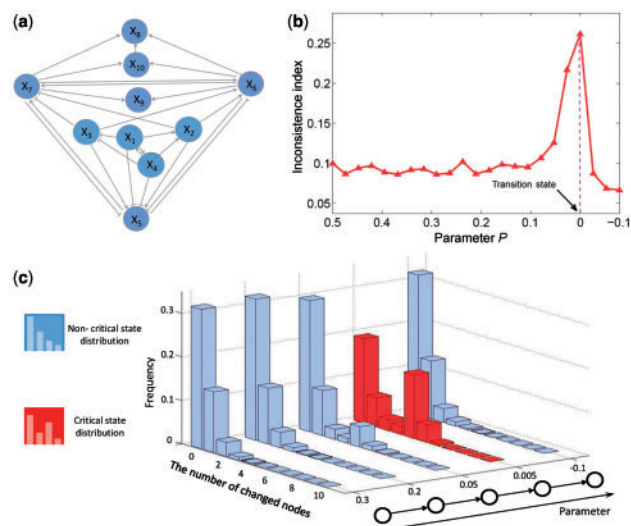 (a)
X8
X10
X7
X6
X9
X3
X1
X2
X4
X5
(b)
Inconsistence index
0.25
0.2
0.15
0.1
0.05
Transition state
0.5
0.4
0.3
0.2
0.1
0
−0.1
Parameter P
(c)
Non- critical state
distribution
Critical state
distribution
Frequency
0.3
0.2
0.1
0
0
2
4
6
8
10
The number of changed nodes
0.3
0.2
0.05
0.005
-0.1
Parameter